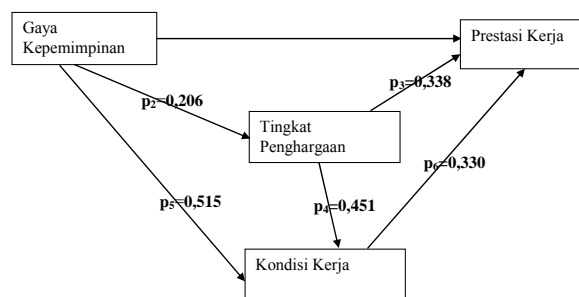 Gaya
Kepemimpinan
Prestasi Kerja
p3=0,338
p2=0,206
Tingkat
Penghargaan
p6=0,330
p5=0,515
p4=0,451
Kondisi Kerja